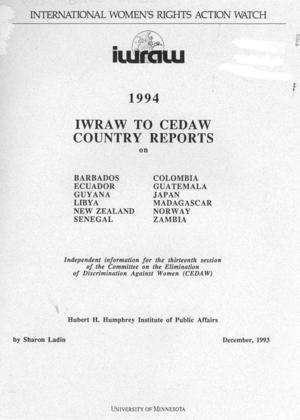 INTERNATIONAL WOMEN'S RIGHTS ACTION WATCH
iwraw
1994
IWRAW TO CEDAW
COUNTRY REPORTS
on
BARBADOS COLOMBIA
ECUADOR GUATEMALA
GUYANA JAPAN
LIBYA MADAGASCAR
NEW ZEALAND NORWAY
SENEGAL ZAMBIA
Independent information for the thirteenth session
of the Committee on the Elimination
of Discrimination Against Women (CEDAW)
Hubert H. Humphrey Institute of Public Affairs
by Sharon Ladin December, 1993
UNIVERSITY OF MINNESOTA